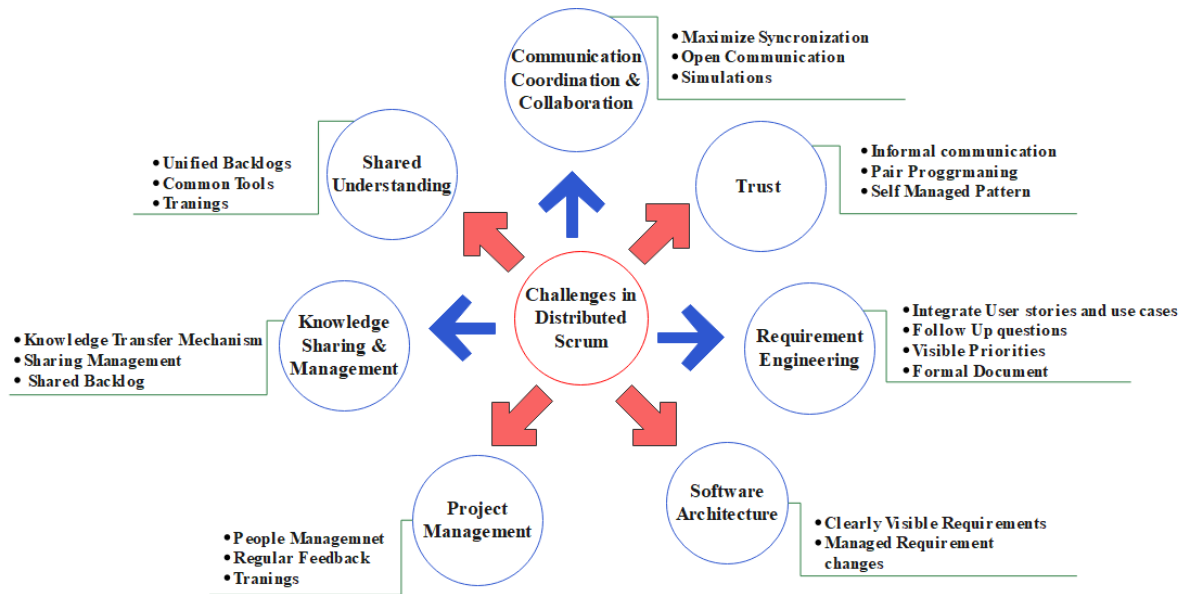 Communication
Coordination &
Collaboration
• Maximize Syncronization
• Open Communication
• Simulations
Shared
Understanding
• Unified Backlogs
• Common Tools
• Tranings
Trust
• Informal communication
• Pair Proggrmaning
• Self Managed Pattern
Challenges in
Distributed
Scrum
Knowledge
Sharing &
Management
• Knowledge Transfer Mechanism
• Sharing Management
• Shared Backlog
Requirement
Engineering
• Integrate User stories and use cases
• Follow Up questions
• Visible Priorities
• Formal Document
Project
Management
• People Managemnet
• Regular Feedback
• Tranings
Software
Architecture
• Clearly Visible Requirements
• Managed Requirement
changes